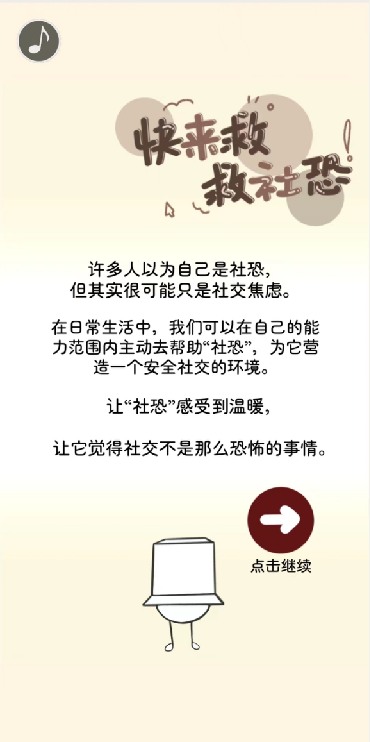 快来救
救社恐!
许多人以为自己是社恐，
但其实很可能只是社交焦虑。
在日常生活中，我们可以在自己的能
力范围内主动去帮助“社恐”，为它营
造一个安全社交的环境。
让“社恐”感受到温暖，
让它觉得社交不是那么恐怖的事情。
点击继续